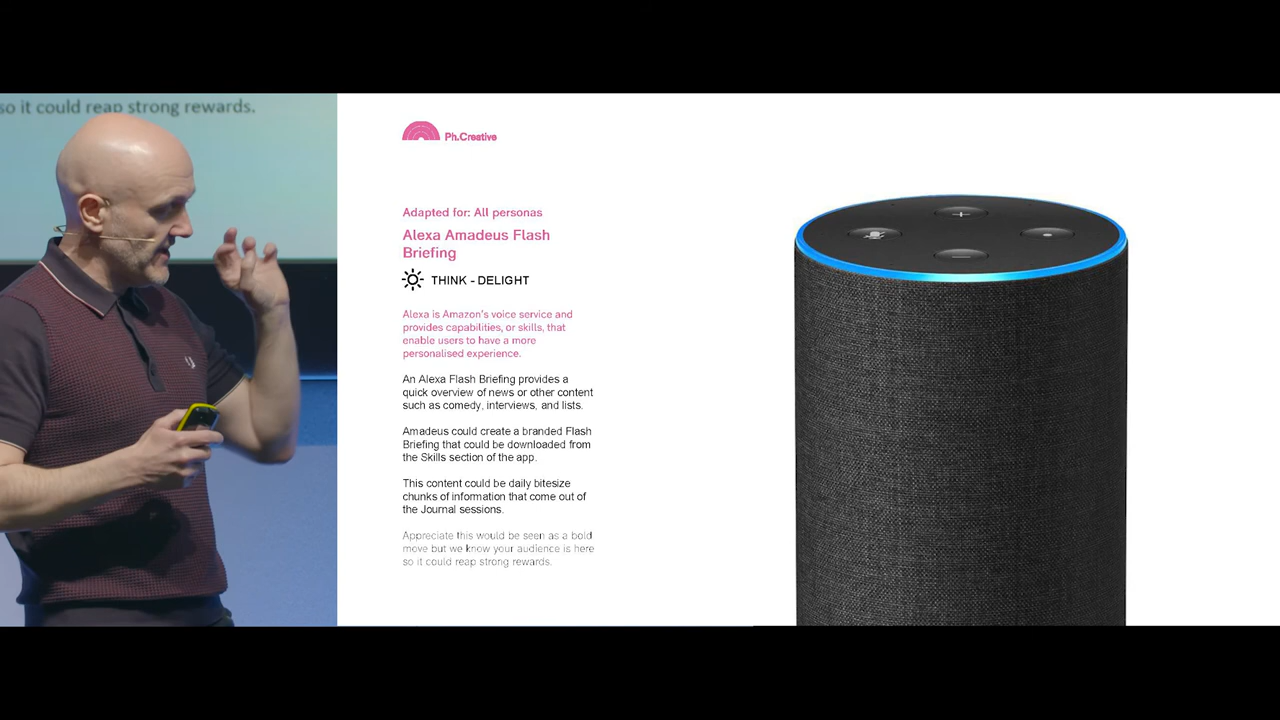 so it could reap strong rewards.
Ph.Creative
Adapted for: All personas
Alexa Amadeus Flash
Briefing
THINK - DELIGHT
Alexa is Amazon's voice service and
provides capabilities, or skills, that
enable users to have a more
personalised experience.
An Alexa Flash Briefing provides a
quick overview of news or other content
such as comedy, interviews, and lists.
Amadeus could create a branded Flash
Briefing that could be downloaded from
the Skills section of the app.
This content could be daily bitesize
chunks of information that come out of
the Journal sessions.
Appreciate this would be seen as a bold
move but we know your audience is here
so it could reap strong rewards.